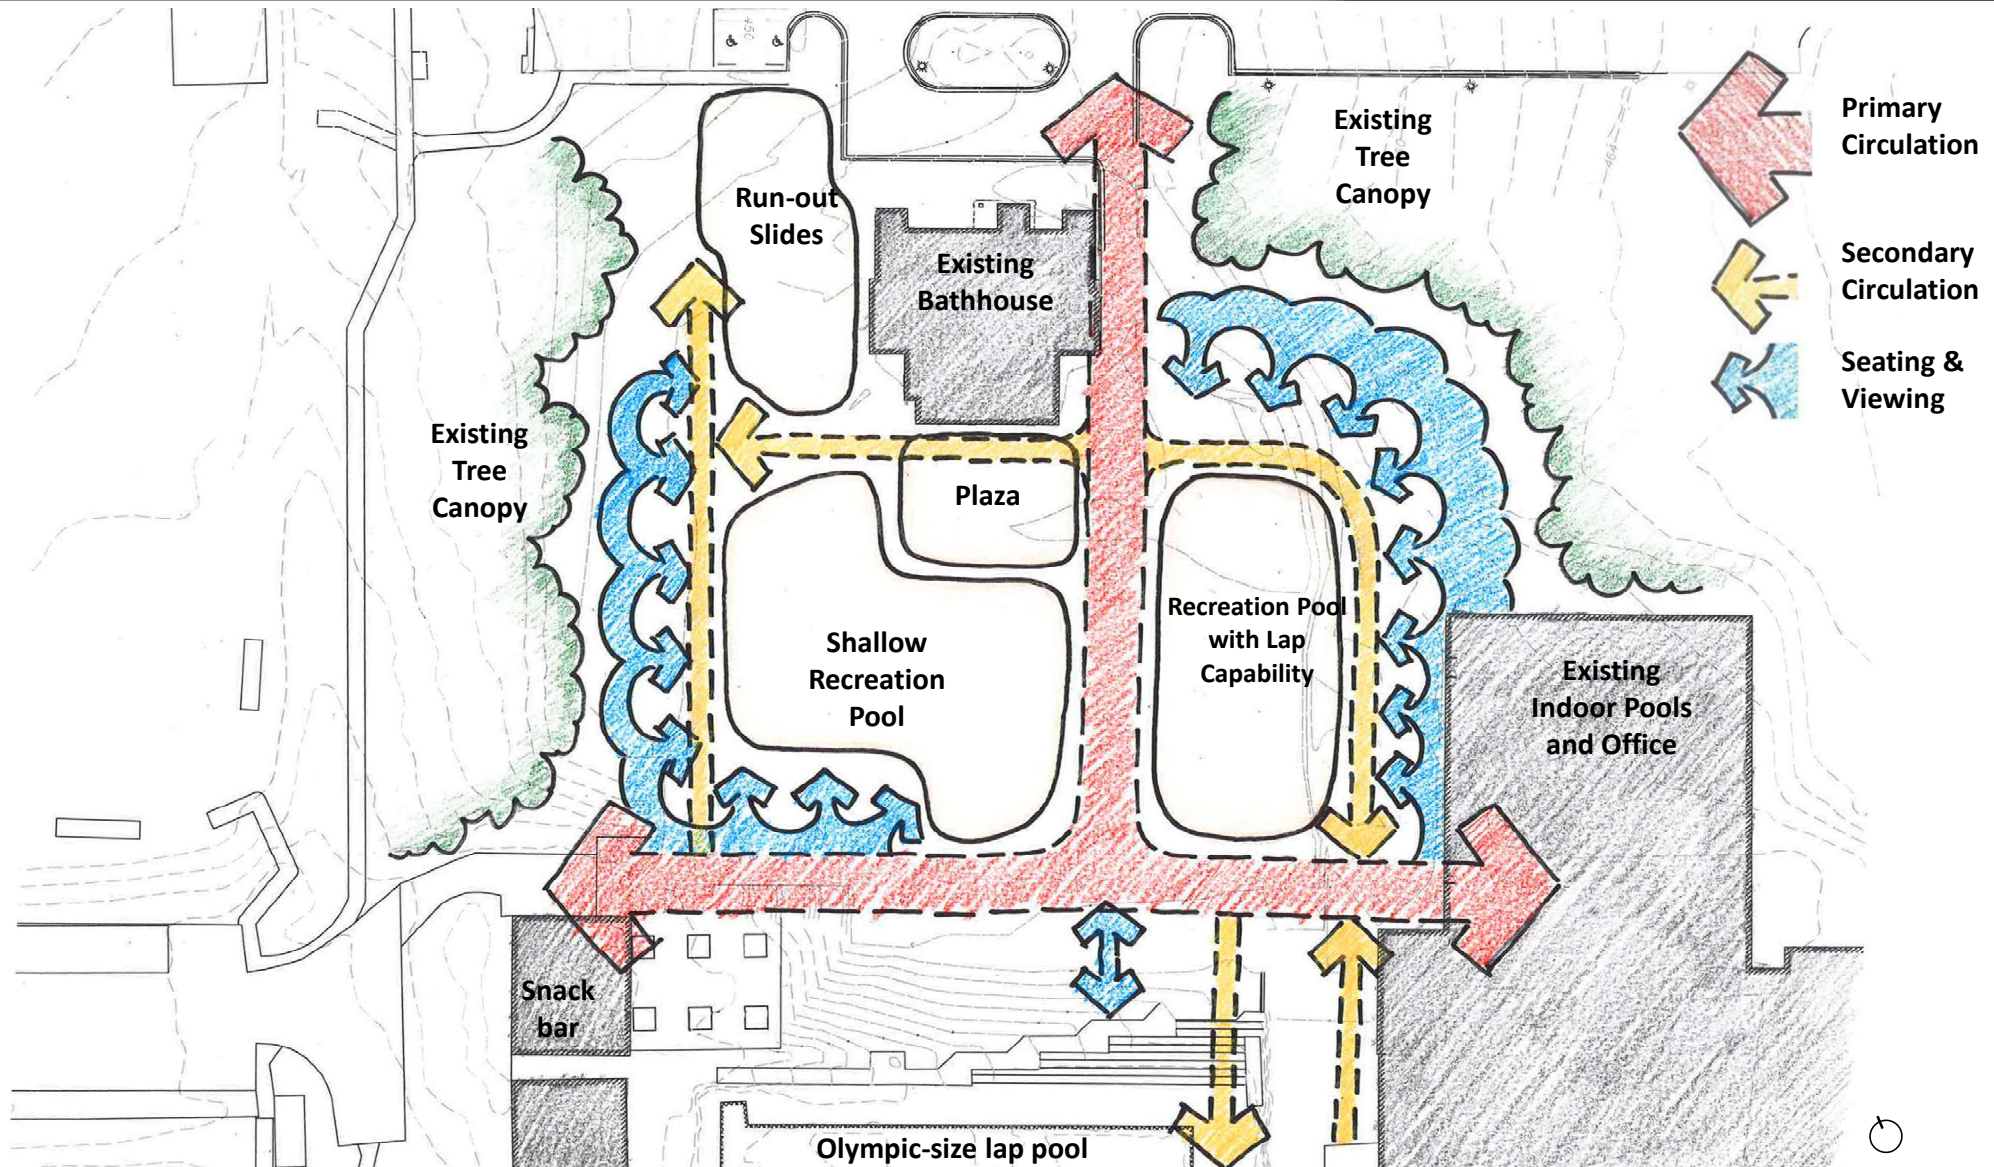 Run-out
Slides
Existing
Bathhouse
Existing
Tree
Canopy
Primary
Circulation
Secondary
Circulation
Seating &
Viewing
Existing
Tree
Canopy
Plaza
Shallow
Recreation
Pool
Recreation Pool
with Lap
Capability
Existing
Indoor Pools
and Office
Snack
bar
Olympic-size lap pool
464